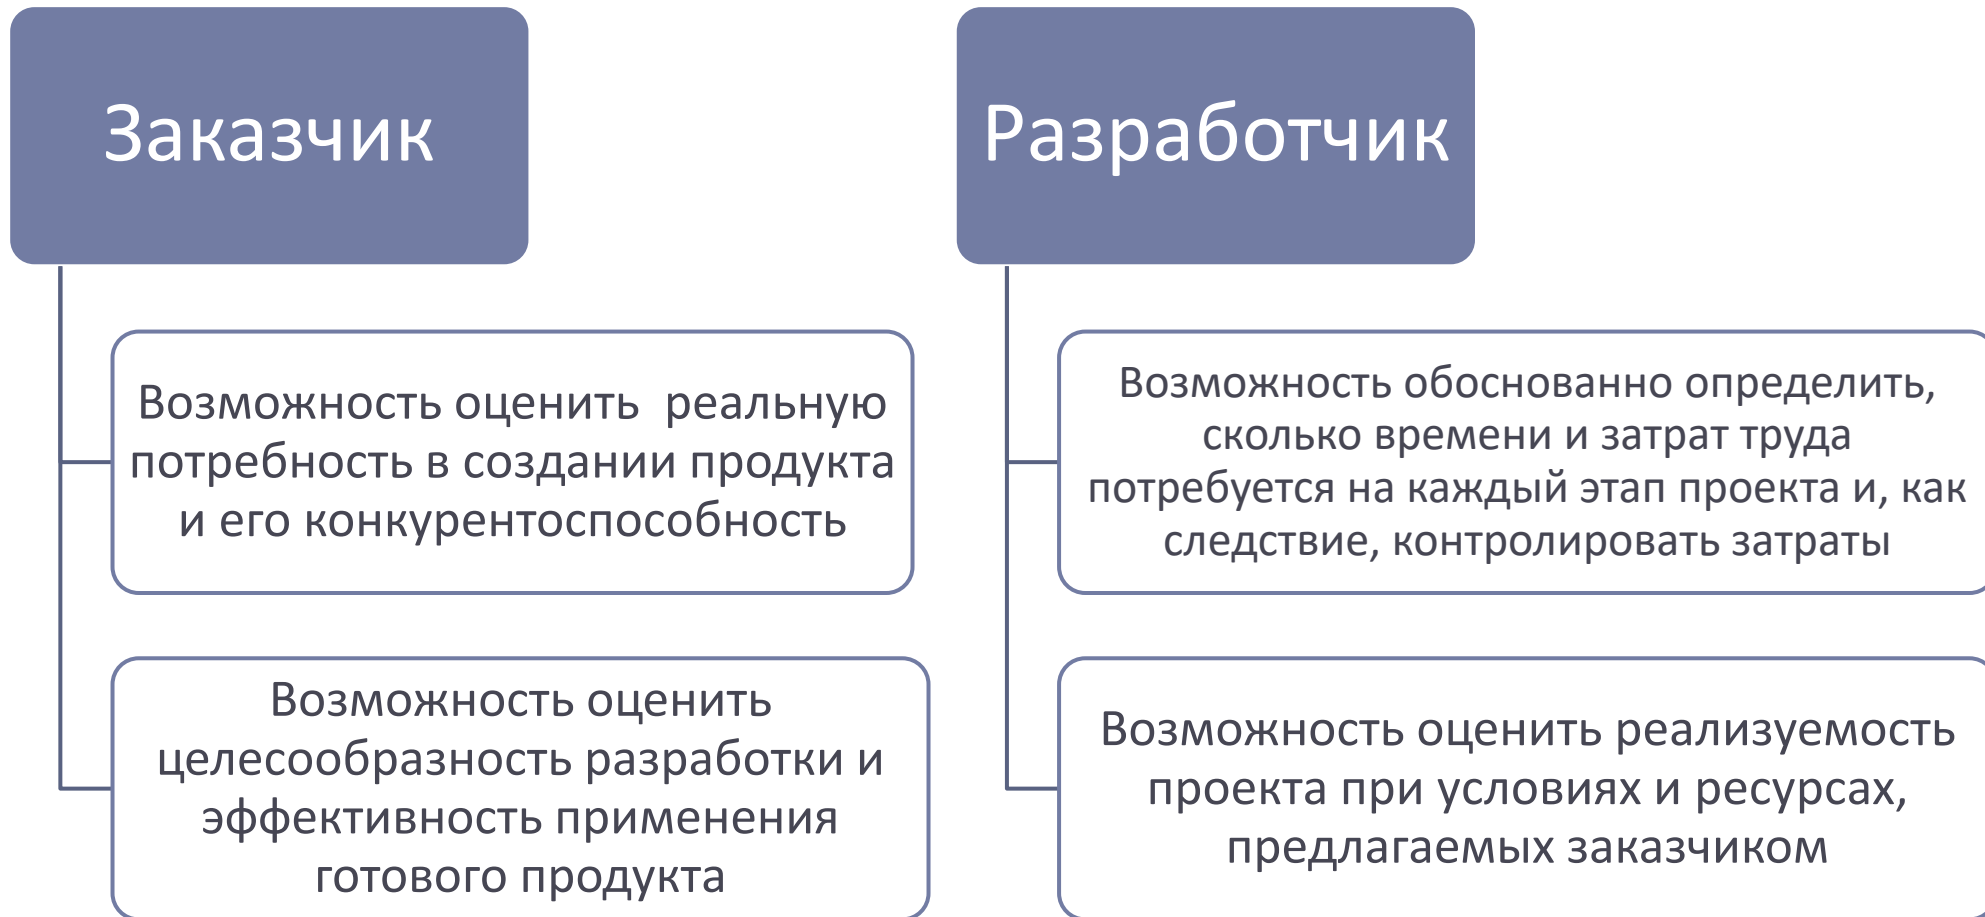 Заказчик
Возможность оценить реальную
потребность в создании продукта
и его конкурентоспособность
Возможность оценить
целесообразность разработки и
эффективность применения
готового продукта
Разработчик
Возможность обоснованно определить,
сколько времени и затрат труда
потребуется на каждый этап проекта и, как
следствие, контролировать затраты
Возможность оценить реализуемость
проекта при условиях и ресурсах,
предлагаемых заказчиком